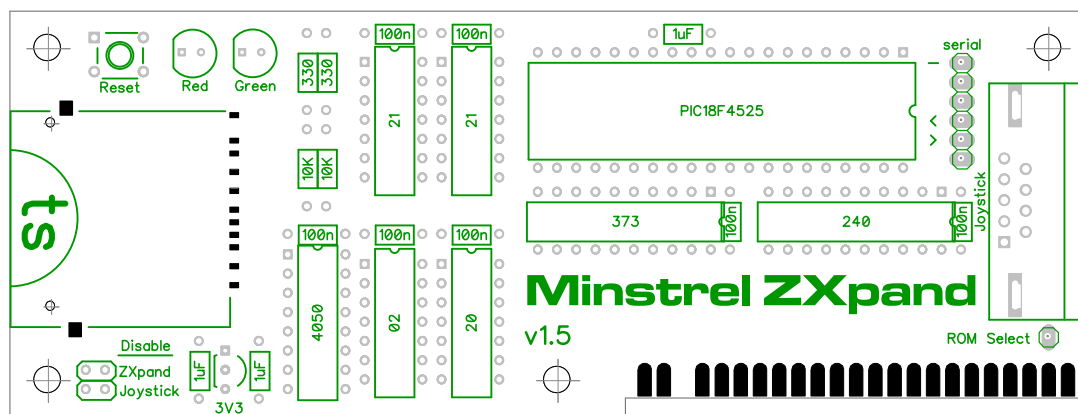 100n
100n
1uF
serial
330
330
Reset
Red
Green
21
21
PIC18F4525
<
>
10K
10K
Joystick
ts
373
100n
240
100n
100n
100n
100n
4050
02
20
Minstrel ZXpand
v1.5
ROM Select
Disable
ZXpand
Joystick
1uF
1uF
3V3